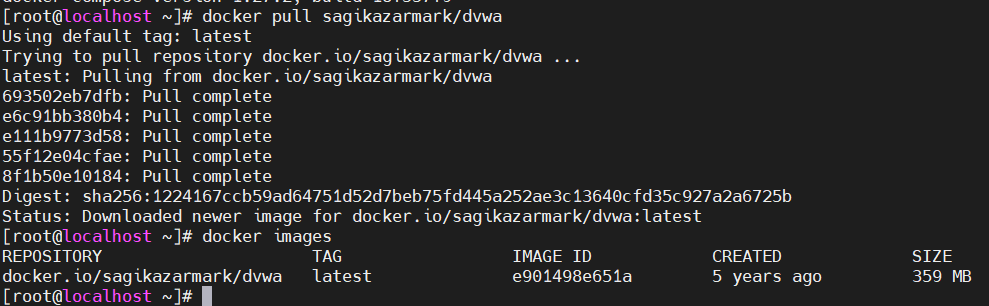 [root@localhost ~]# docker pull sagikazarmark/dvwa
Using default tag: latest
Trying to pull repository docker.io/sagikazarmark/dvwa ...
latest: Pulling from docker.io/sagikazarmark/dvwa
693502eb7dfb: Pull complete
e6c91bb380b4: Pull complete
e111b9773d58: Pull complete
55f12e04cfae: Pull complete
8f1b50e10184: Pull complete
Digest: sha256:1224167ccb59ad64751d52d7beb75fd445a252ae3c13640cfd35c927a2a6725b
Status: Downloaded newer image for docker.io/sagikazarmark/dvwa:latest
[root@localhost ~]# docker images
REPOSITORY TAG IMAGE ID CREATED SIZE
docker.io/sagikazarmark/dvwa latest e901498e651a 5 years ago 359 MB
[root@localhost ~]#